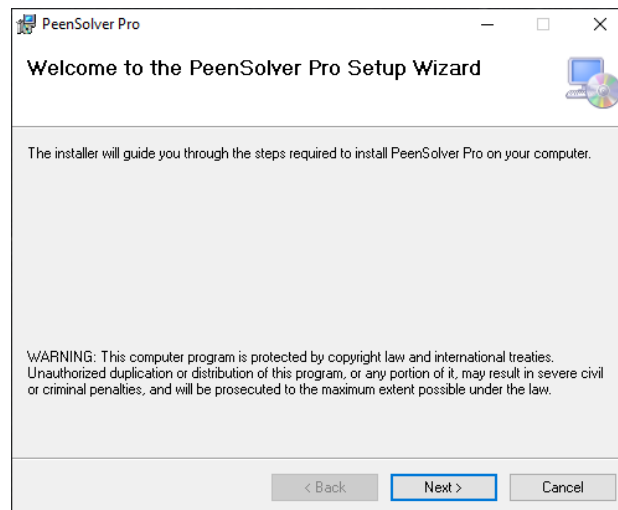 PeenSolver Pro
Welcome to the PeenSolver Pro Setup Wizard
The installer will guide you through the steps required to install PeenSolver Pro on your computer.
WARNING: This computer program is protected by copyright law and international treaties.
Unauthorized duplication or distribution of this program, or any portion of it, may result in severe civil
or criminal penalties, and will be prosecuted to the maximum extent possible under the law.
< Back Next > Cancel